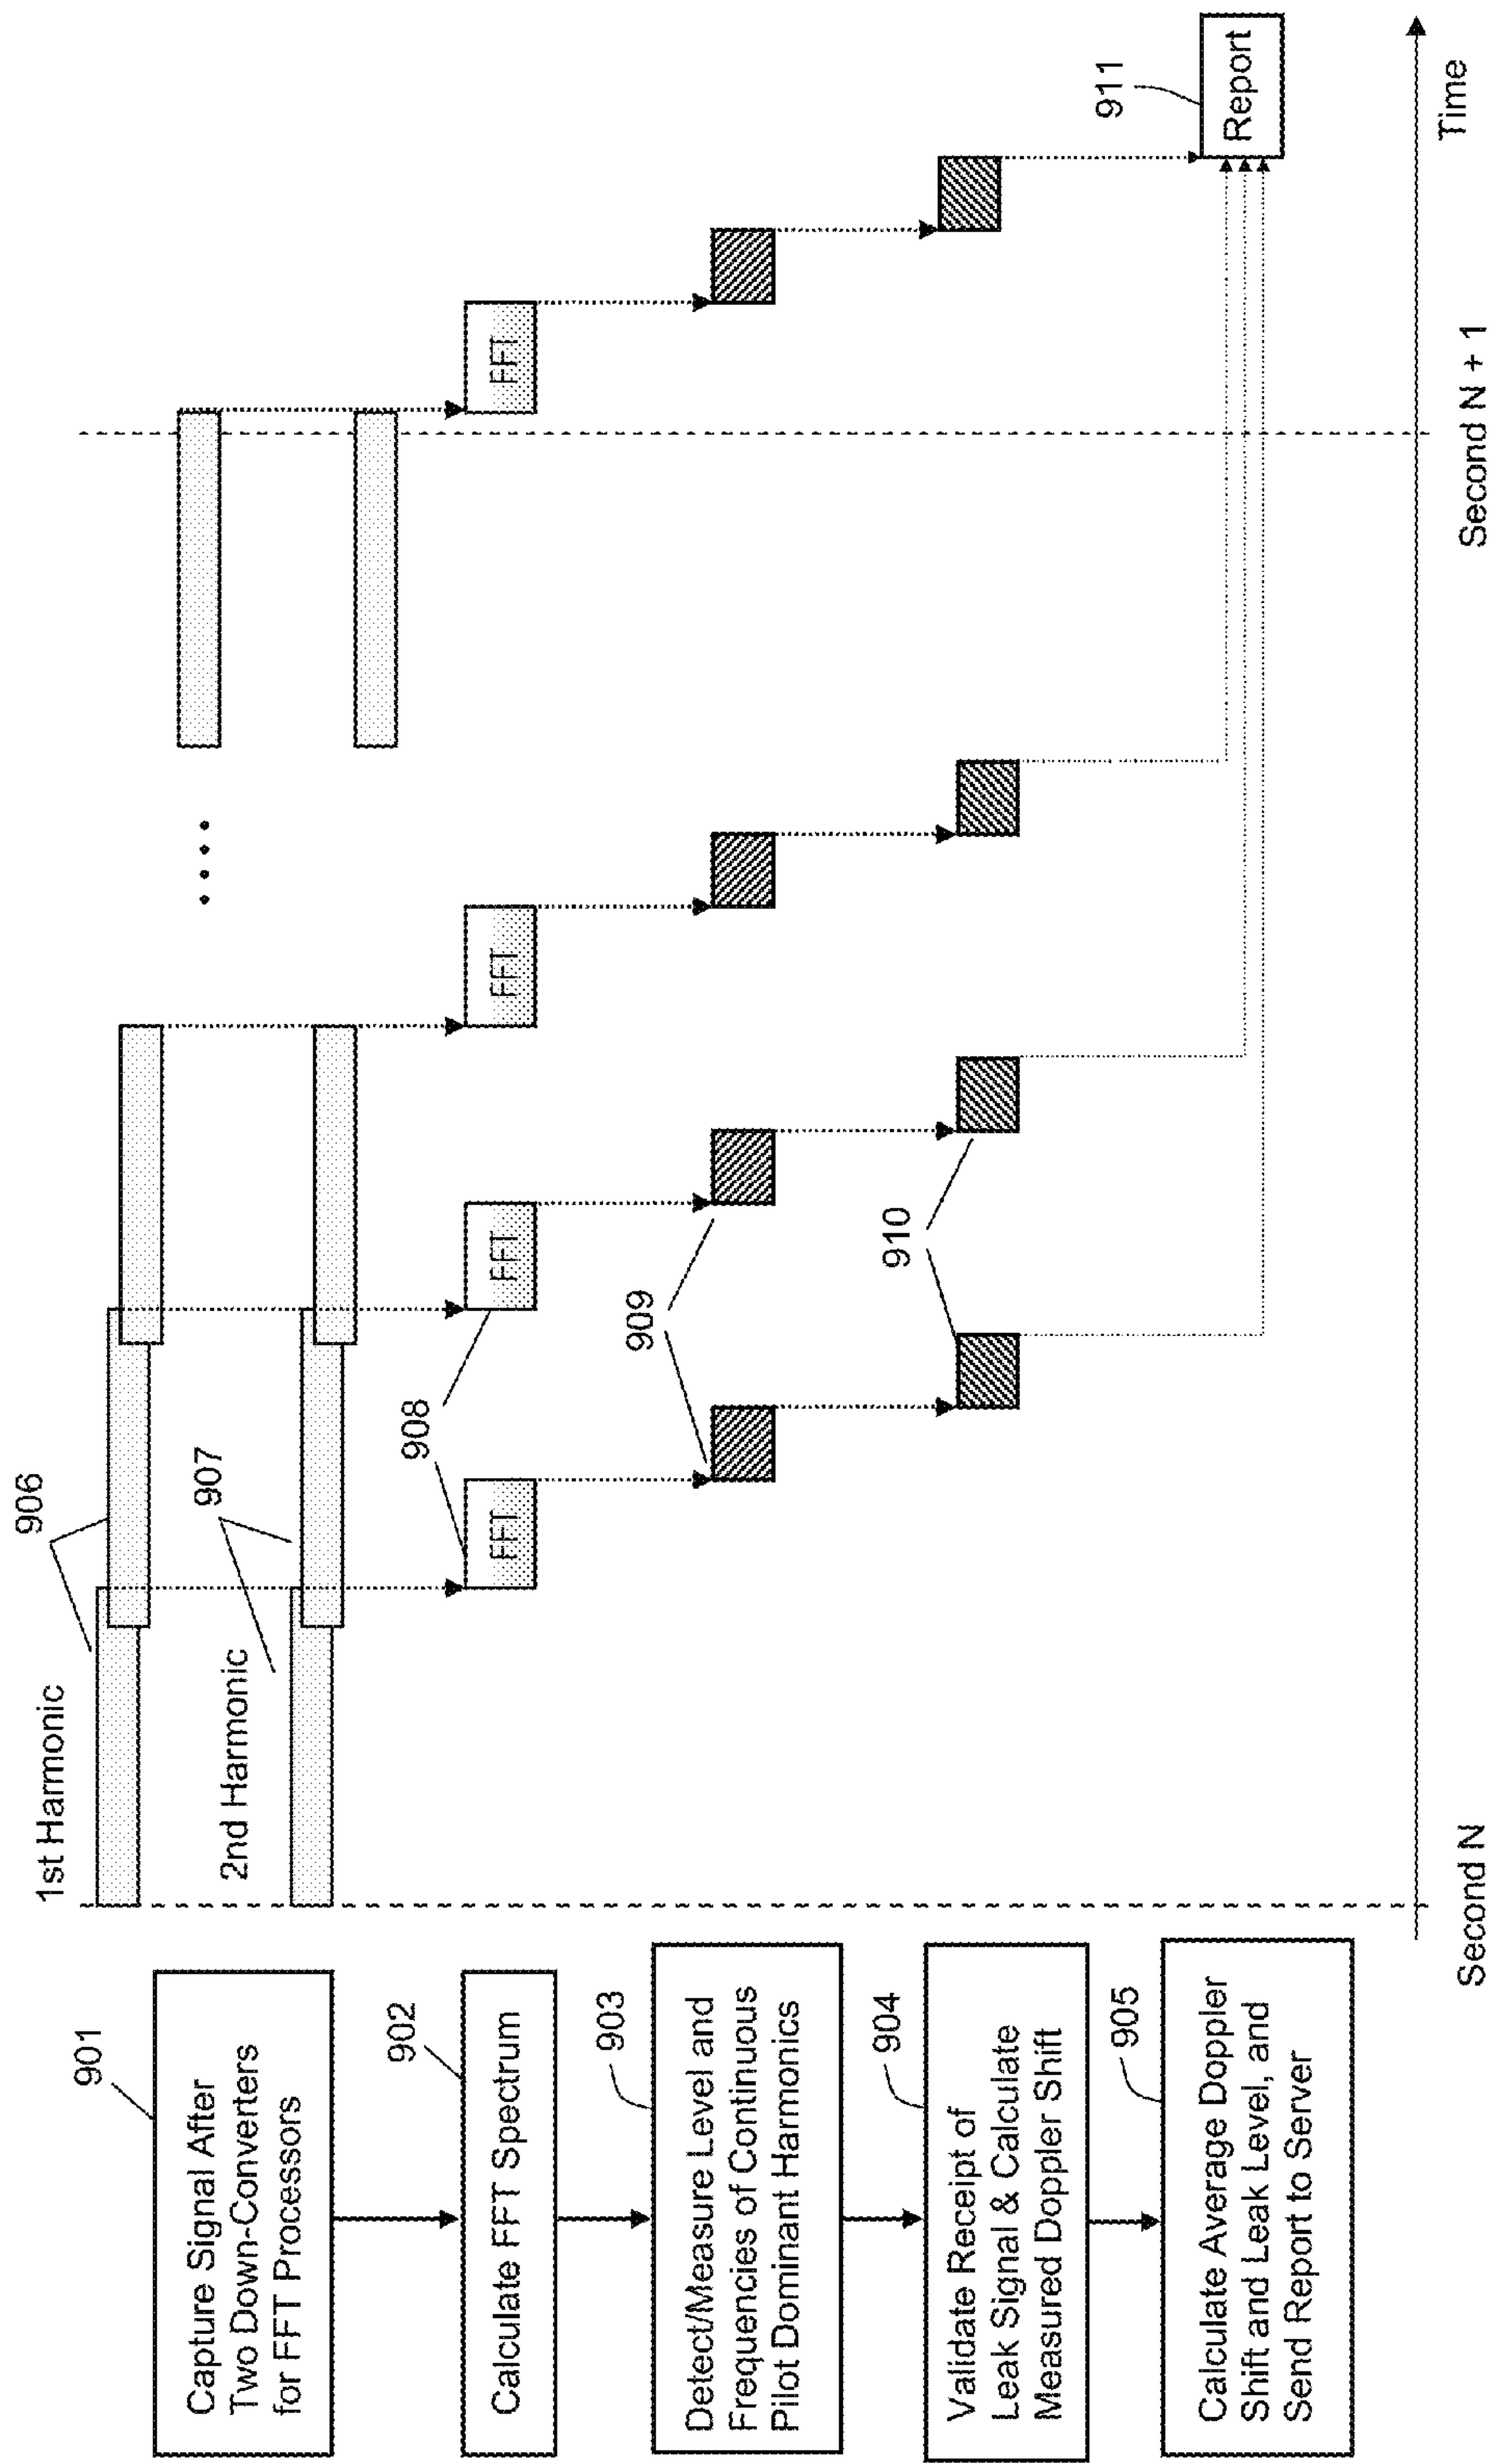 901
Capture Signal After
Two Down-Converters
for FFT Processors
902
Calculate FFT Spectrum
903
Detect/Measure Level and
Frequencies of Continuous
Pilot Dominant Harmonics
904
Validate Receipt of
Leak Signal & Calculate
Measured Doppler Shift
905
Calculate Average Doppler
Shift and Leak Level, and
Send Report to Server
1st Harmonic
906
2nd Harmonic
907
FFT
908
FFT
FFT
FFT
909
910
911
Report
Second N
Second N + 1
Time